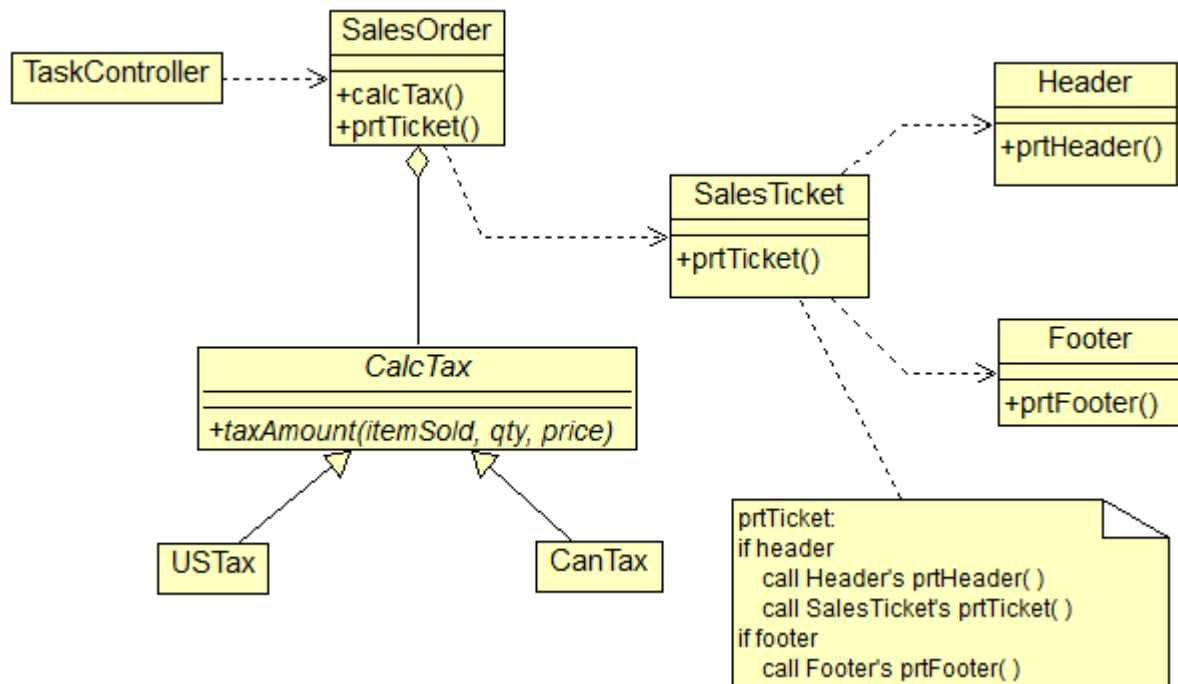 SalesOrder
TaskController
+calcTax()
+prtTicket()
Header
+prtHeader()
SalesTicket
+prtTicket()
Footer
+prtFooter()
CalcTax
+taxAmount(itemSold, qty, price)
USTax
CanTax
prtTicket:
if header
call Header's prtHeader( )
call SalesTicket's prtTicket( )
if footer
call Footer's prtFooter( )